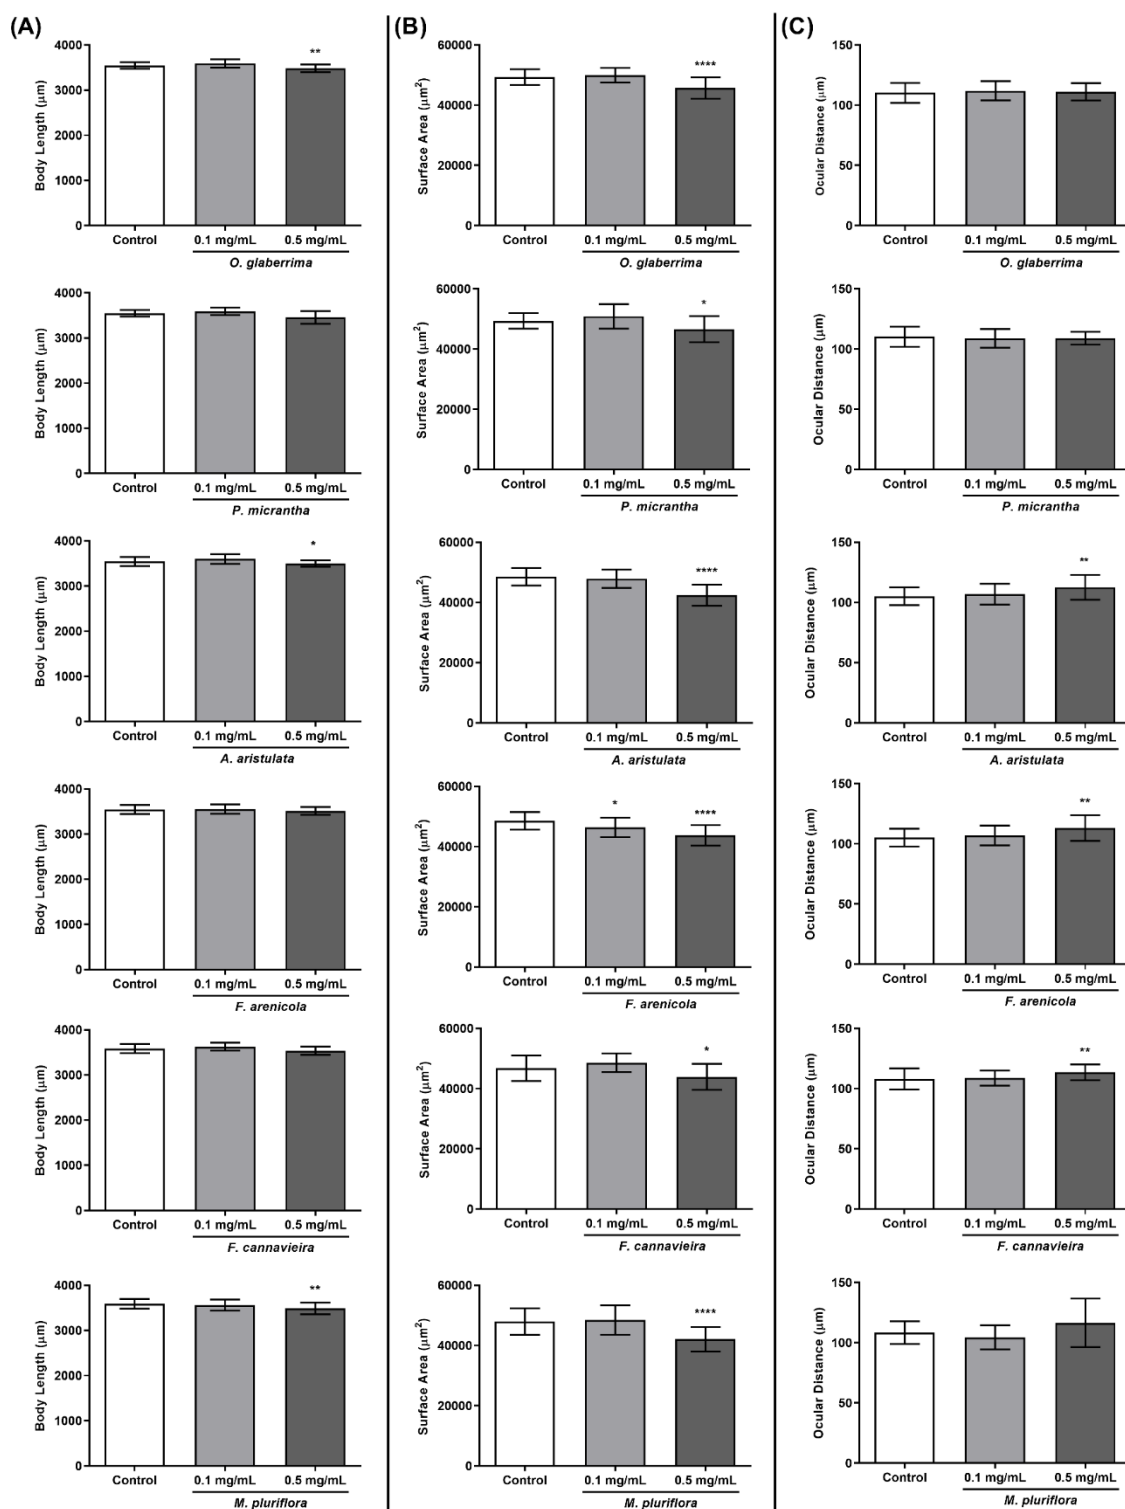 (A)
(B)
(C)
4000
3000
2000
1000
0
Body Length (μm)
**
Control
0.1 mg/mL
0.5 mg/mL
O. glaberrima
60000
40000
20000
0
Surface Area (μm²)
****
Control
0.1 mg/mL
0.5 mg/mL
O. glaberrima
150
100
50
0
Ocular Distance (μm)
Control
0.1 mg/mL
0.5 mg/mL
O. glaberrima
4000
3000
2000
1000
0
Body Length (μm)
Control
0.1 mg/mL
0.5 mg/mL
P. micrantha
60000
40000
20000
0
Surface Area (μm²)
*
Control
0.1 mg/mL
0.5 mg/mL
P. micrantha
150
100
50
0
Ocular Distance (μm)
Control
0.1 mg/mL
0.5 mg/mL
P. micrantha
4000
3000
2000
1000
0
Body Length (μm)
*
Control
0.1 mg/mL
0.5 mg/mL
A. aristulata
60000
40000
20000
0
Surface Area (μm²)
****
Control
0.1 mg/mL
0.5 mg/mL
A. aristulata
150
100
50
0
Ocular Distance (μm)
**
Control
0.1 mg/mL
0.5 mg/mL
A. aristulata
4000
3000
2000
1000
0
Body Length (μm)
Control
0.1 mg/mL
0.5 mg/mL
F. arenicola
60000
40000
20000
0
Surface Area (μm²)
*
****
Control
0.1 mg/mL
0.5 mg/mL
F. arenicola
150
100
50
0
Ocular Distance (μm)
**
Control
0.1 mg/mL
0.5 mg/mL
F. arenicola
4000
3000
2000
1000
0
Body Length (μm)
Control
0.1 mg/mL
0.5 mg/mL
F. cannavieira
60000
40000
20000
0
Surface Area (μm²)
*
Control
0.1 mg/mL
0.5 mg/mL
F. cannavieira
150
100
50
0
Ocular Distance (μm)
**
Control
0.1 mg/mL
0.5 mg/mL
F. cannavieira
4000
3000
2000
1000
0
Body Length (μm)
**
Control
0.1 mg/mL
0.5 mg/mL
M. pluriflora
60000
40000
20000
0
Surface Area (μm²)
****
Control
0.1 mg/mL
0.5 mg/mL
M. pluriflora
150
100
50
0
Ocular Distance (μm)
Control
0.1 mg/mL
0.5 mg/mL
M. pluriflora